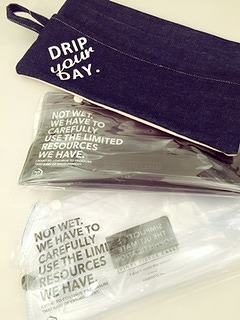 DRIP
your
DAY.
NOT WET.
WE HAVE TO
CAREFULLY
USE THE LIMITED
RESOURCES
WE HAVE.
NOT WET.
WE HAVE TO
CAREFULLY
USE THE LIMITED
RESOURCES
WE HAVE.